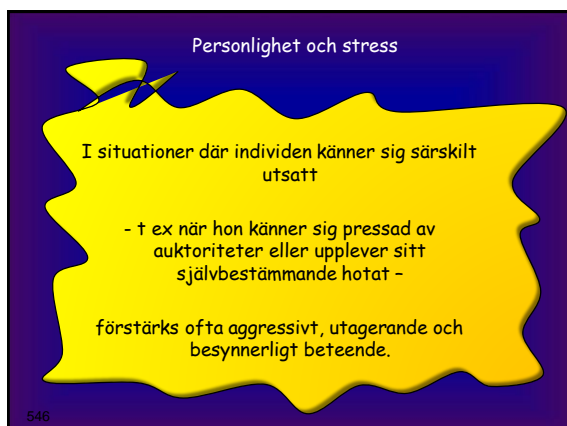 Personlighet och stress
I situationer där individen känner sig särskilt
utsatt
- t ex när hon känner sig pressad av
auktoriteter eller upplever sitt
självbestämmande hotat –
förstärks ofta aggressivt, utagerande och
besynnerligt beteende.
546